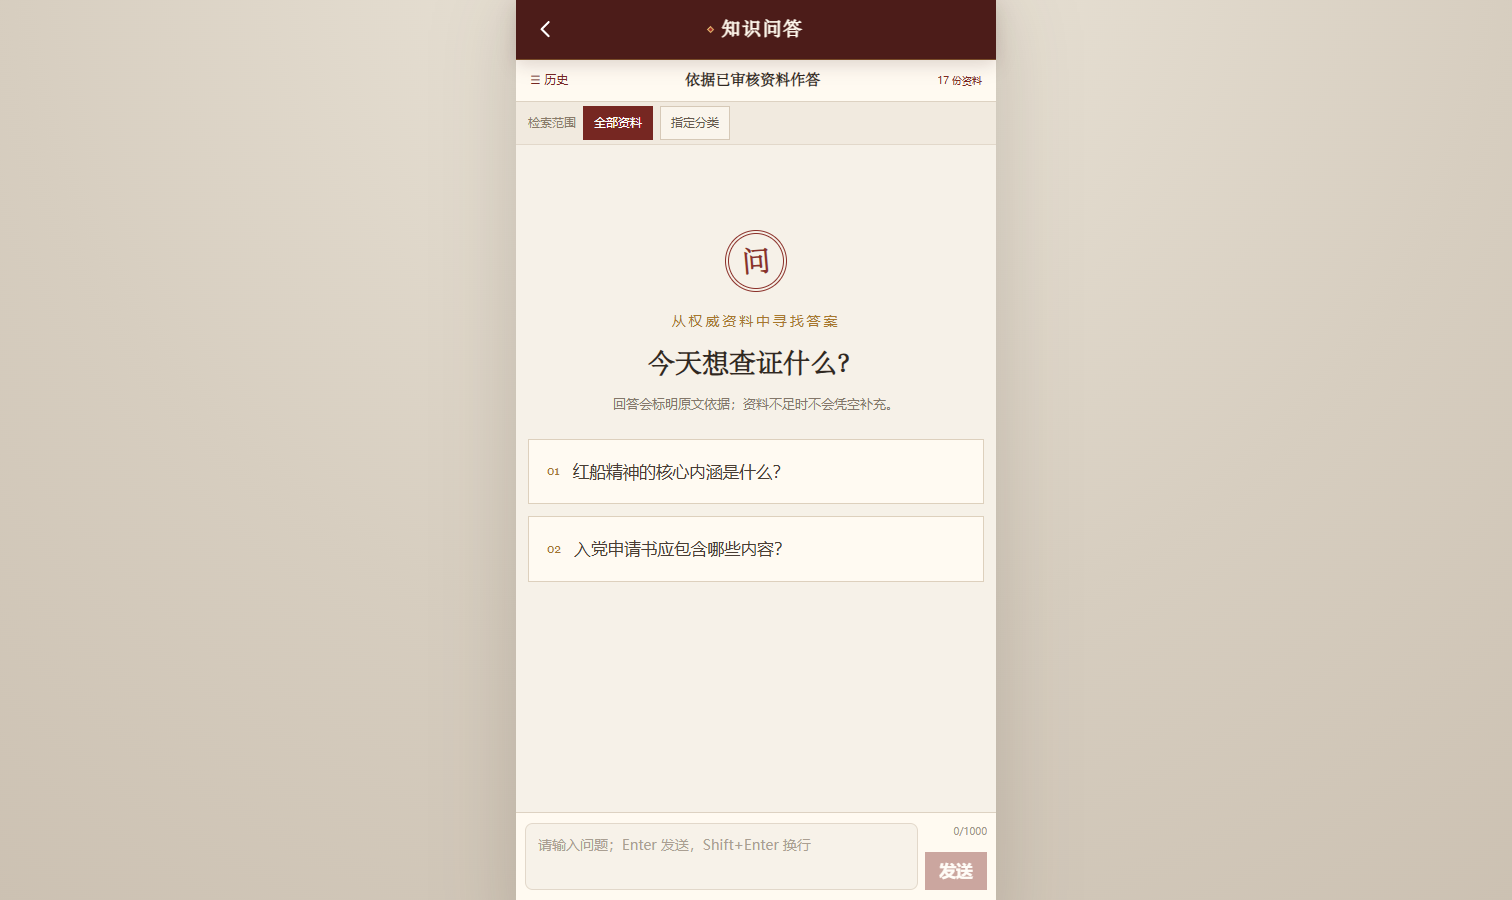 知识问答
☰ 历史
依据已审核资料作答
17 份资料
检索范围
全部资料
指定分类
问
从权威资料中寻找答案
今天想查证什么?
回答会标明原文依据；资料不足时不会凭空补充。
01 红船精神的核心内涵是什么?
02 入党申请书应包含哪些内容?
请输入问题；Enter 发送，Shift+Enter 换行
0/1000
发送